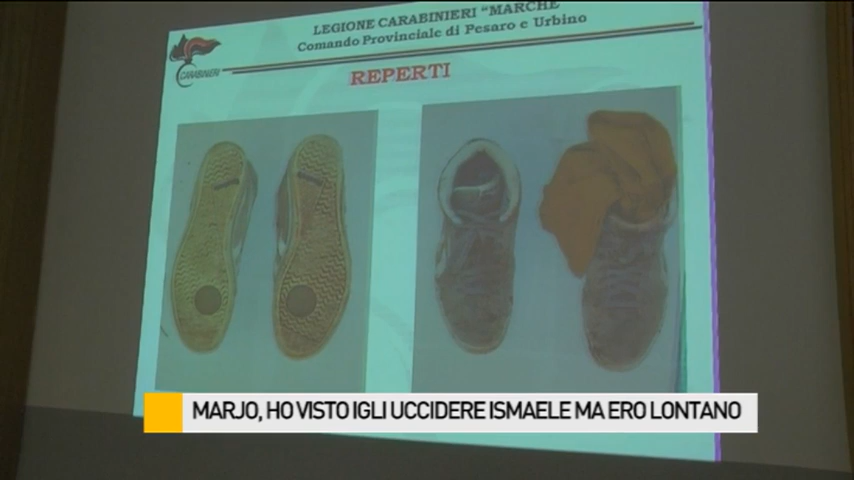 LEGIONE CARABINIERI "MARCHE
Comando Provinciale di Pesaro e Urbino
CARABINIERI
REPERTI
MARJO, HO VISTO IGLI UCCIDERE ISMAELE MA ERO LONTANO